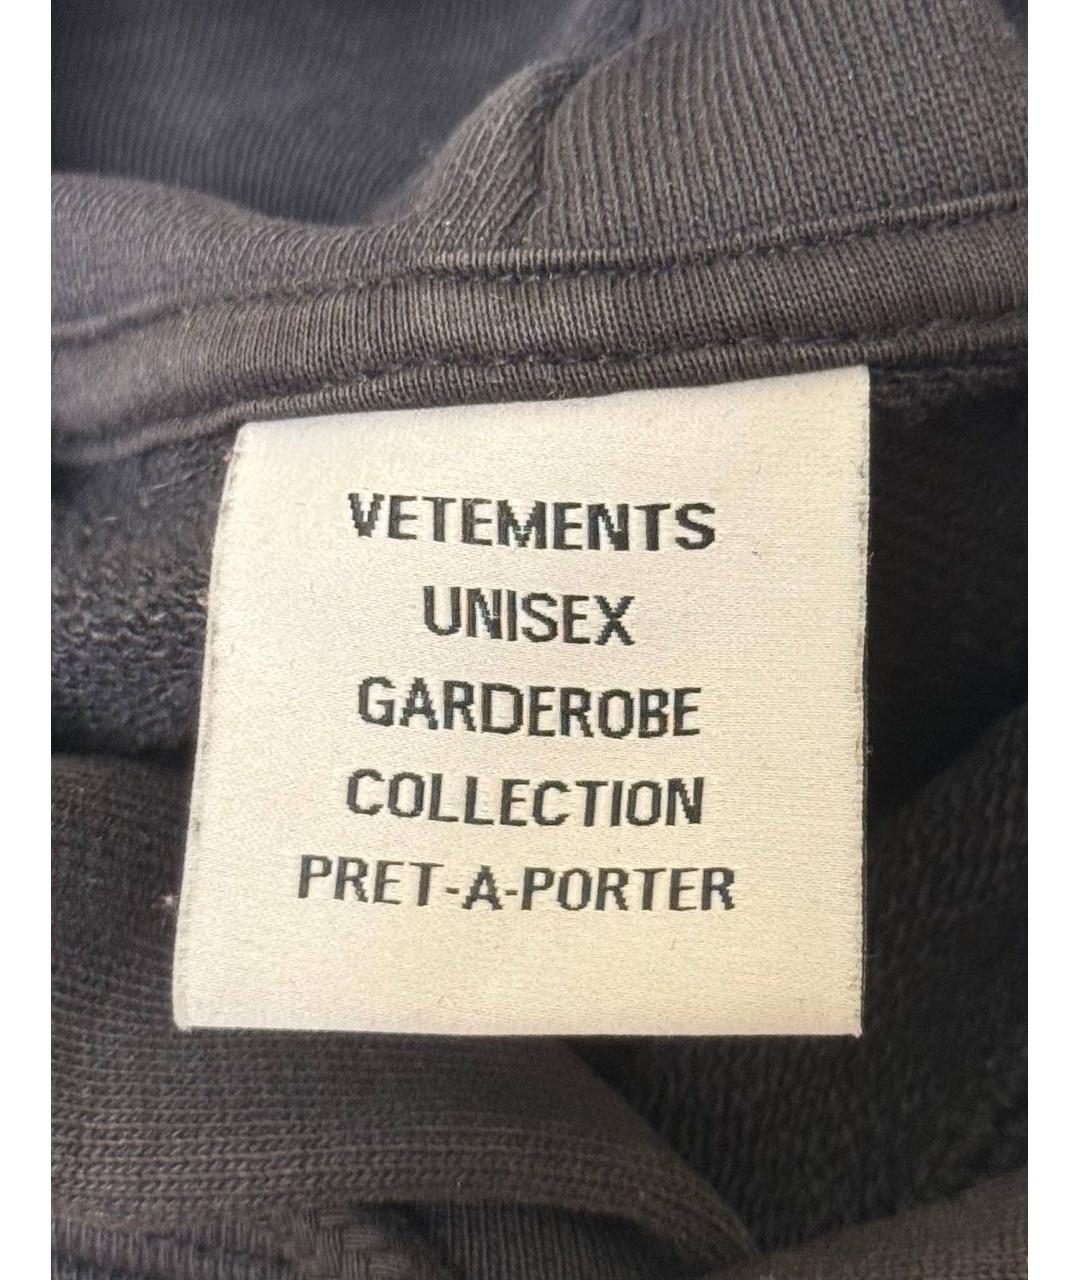 VETEMENTS
UNISEX
GARDEROBE
COLLECTION
PRET-A-PORTER